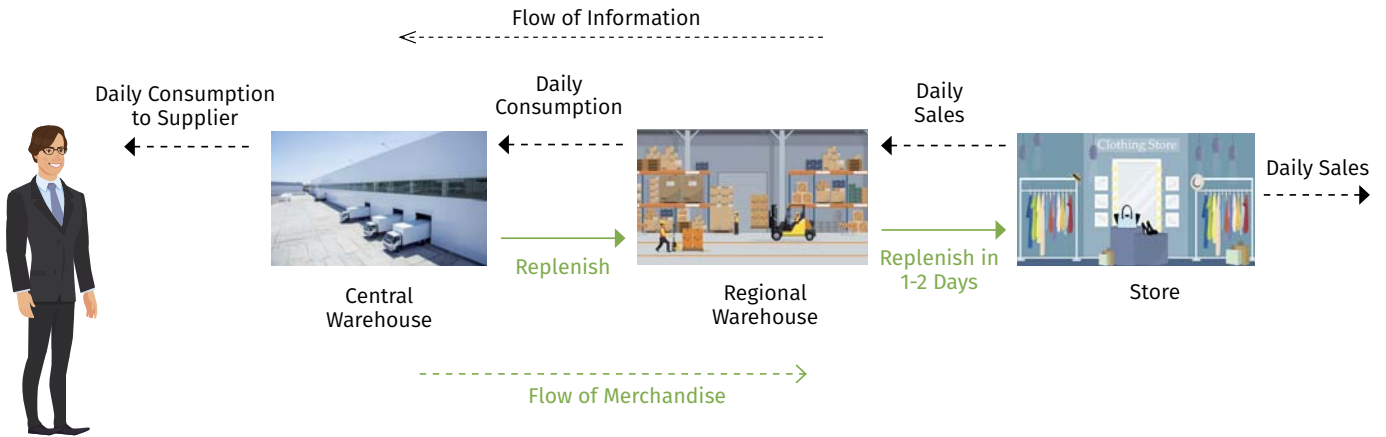 Flow of Information
Daily Consumption
to Supplier
Daily
Consumption
Daily
Sales
Clothing Store
Daily Sales
Replenish
Replenish in
1-2 Days
Central
Warehouse
Regional
Warehouse
Store
Flow of Merchandise